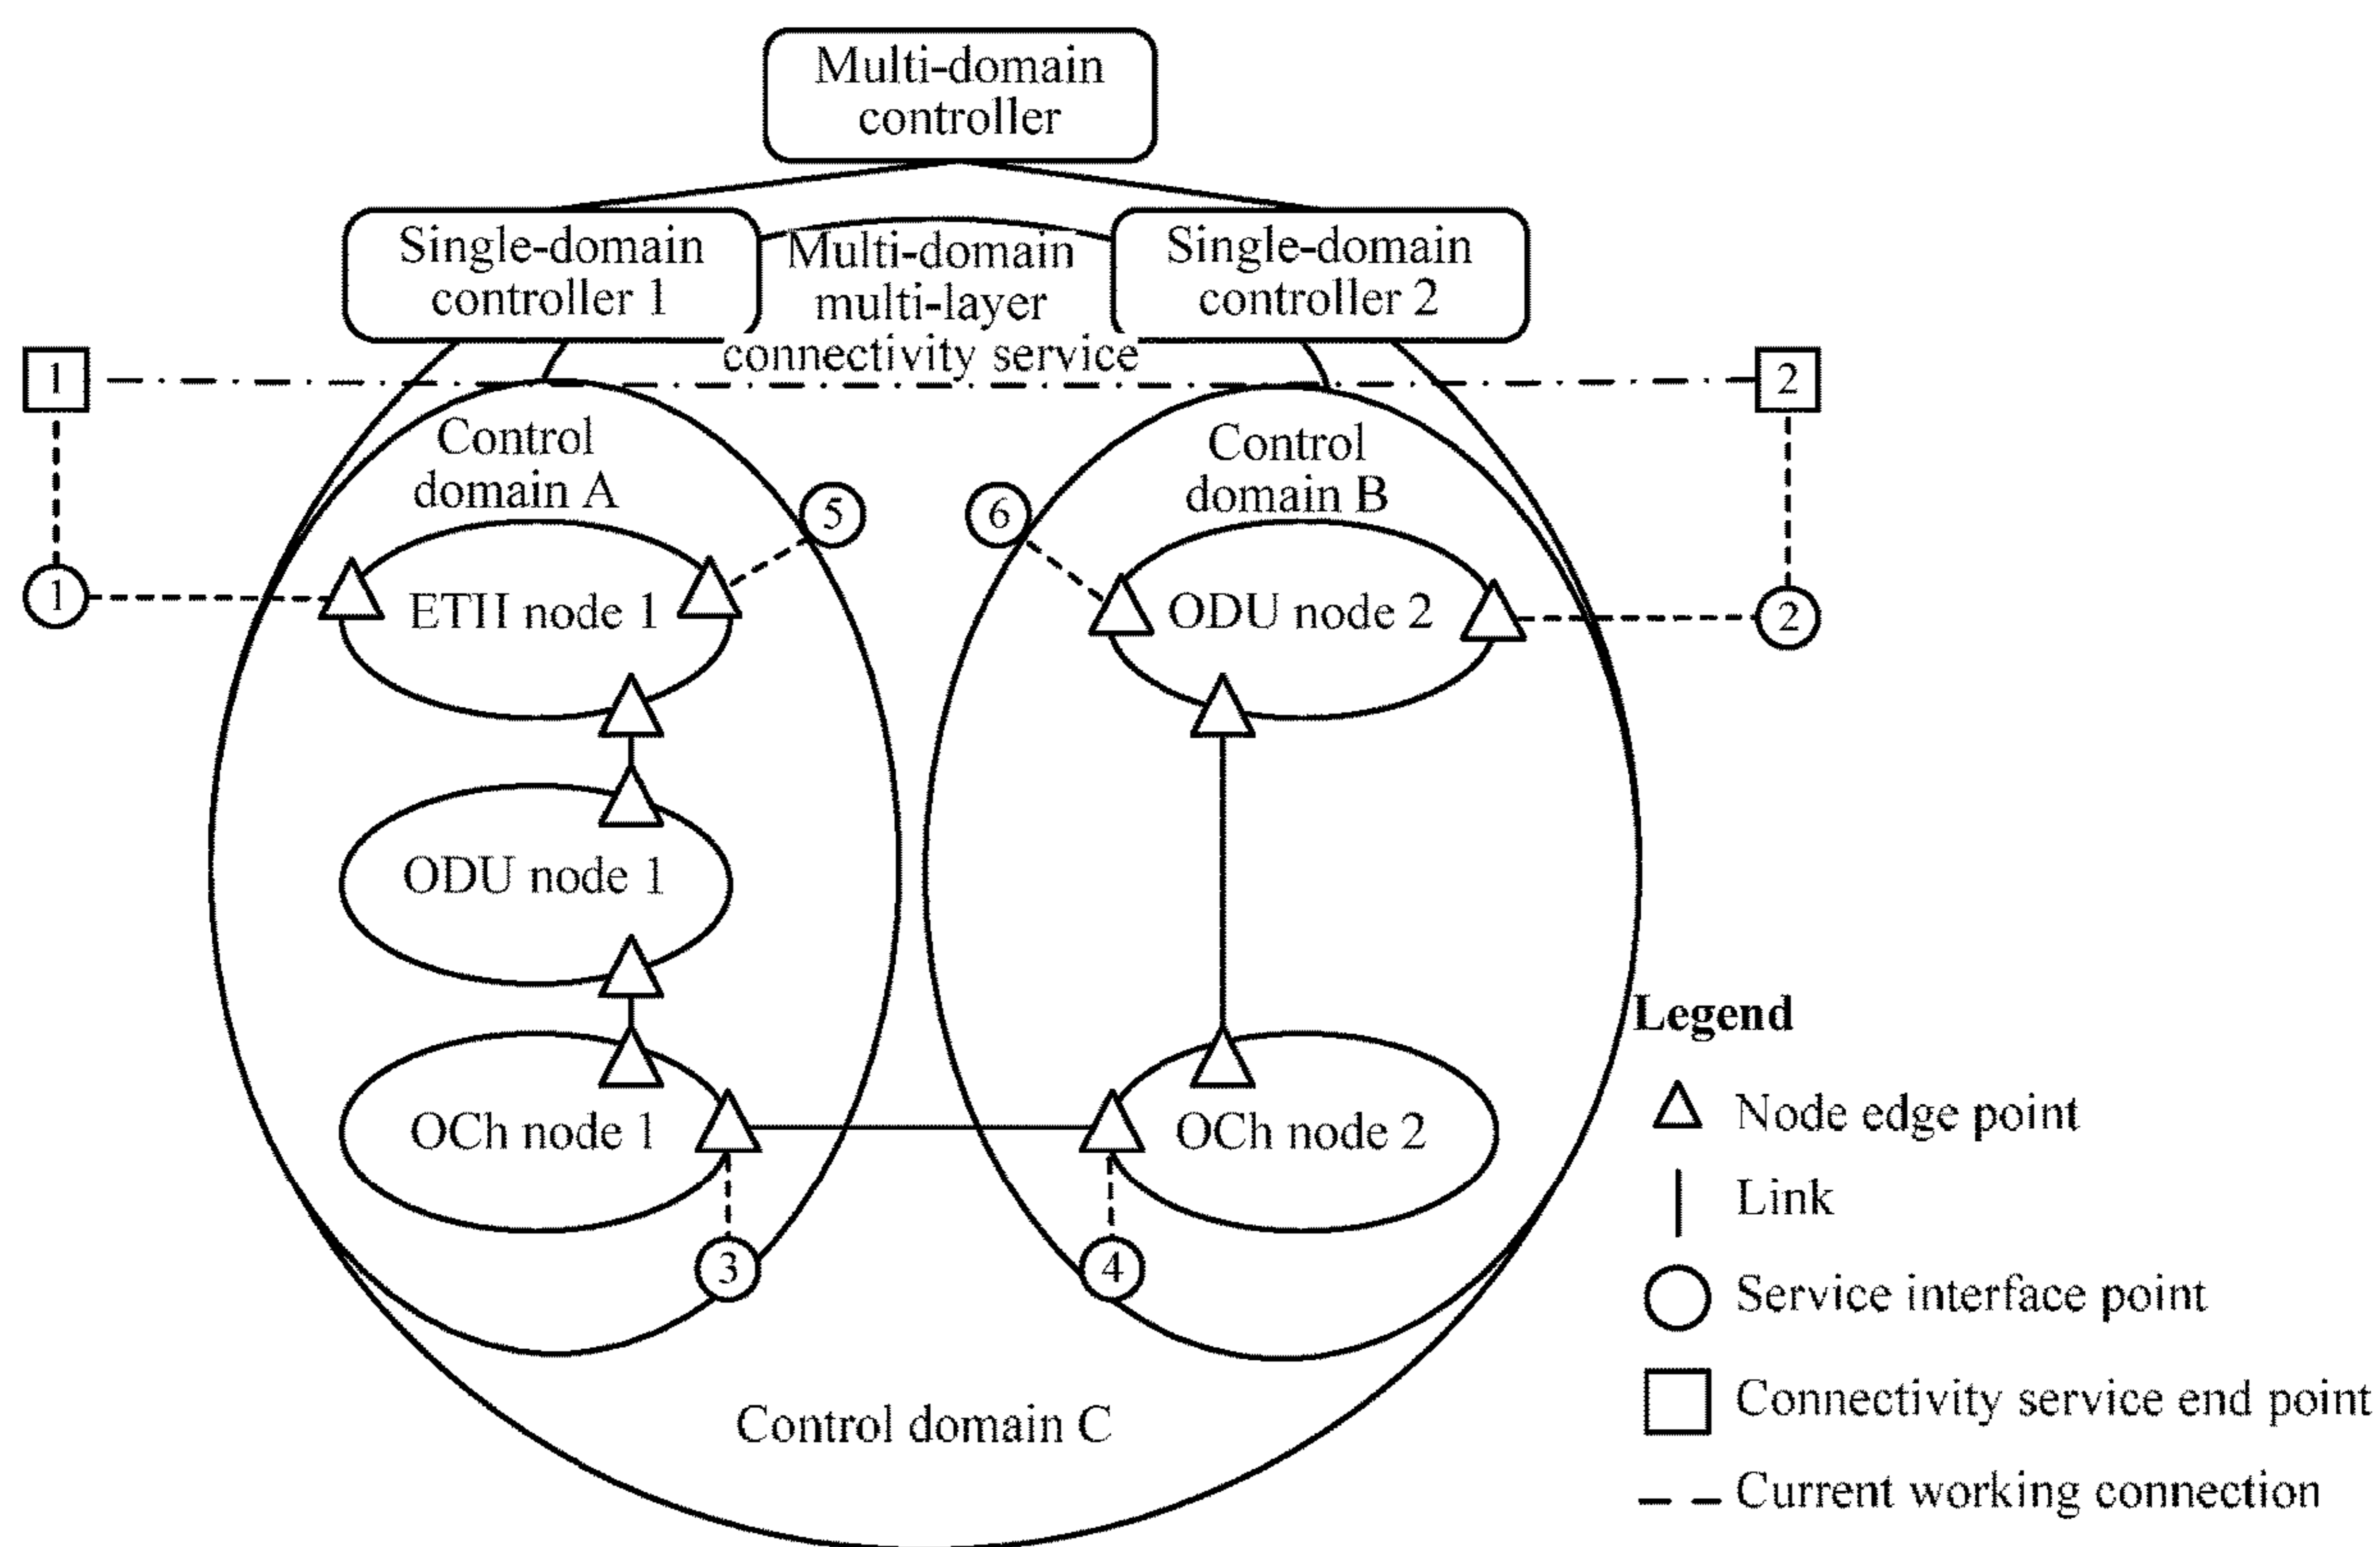 Multi-domain
controller
Single-domain
controller 1
Multi-domain
multi-layer
connectivity service
Single-domain
controller 2
1
2
Control
domain A
Control
domain B
5
6
1
ETH node 1
ODU node 2
2
ODU node 1
OCh node 1
OCh node 2
3
4
Control domain C
Legend
Node edge point
Link
Service interface point
Connectivity service end point
Current working connection